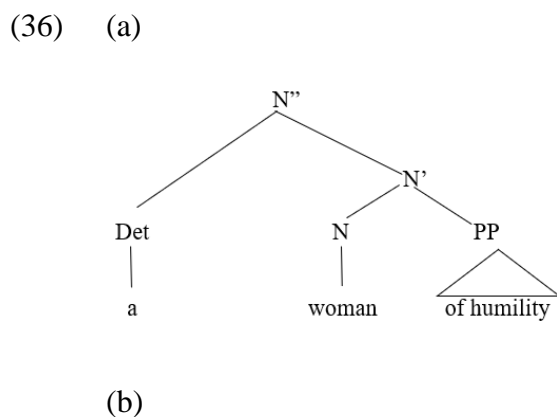 (36) (a)
N”
N’
Det N PP
a woman of humility
(b)